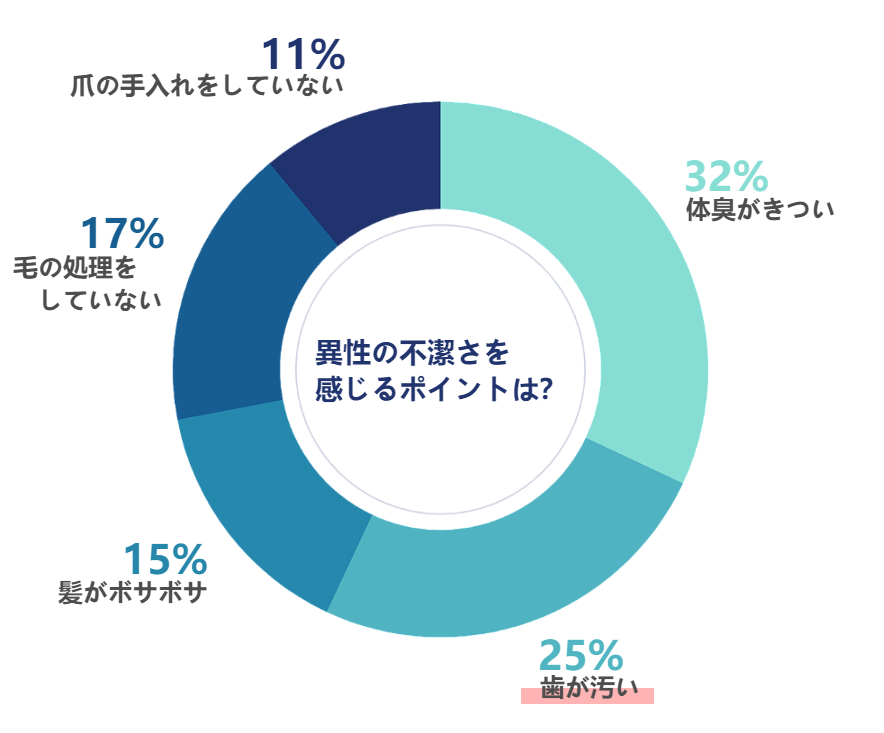 11%
爪の手入れをしていない
32%
体臭がきつい
17%
毛の処理を
していない
異性の不潔さを
感じるポイントは?
15%
髪がボサボサ
25%
歯が汚い